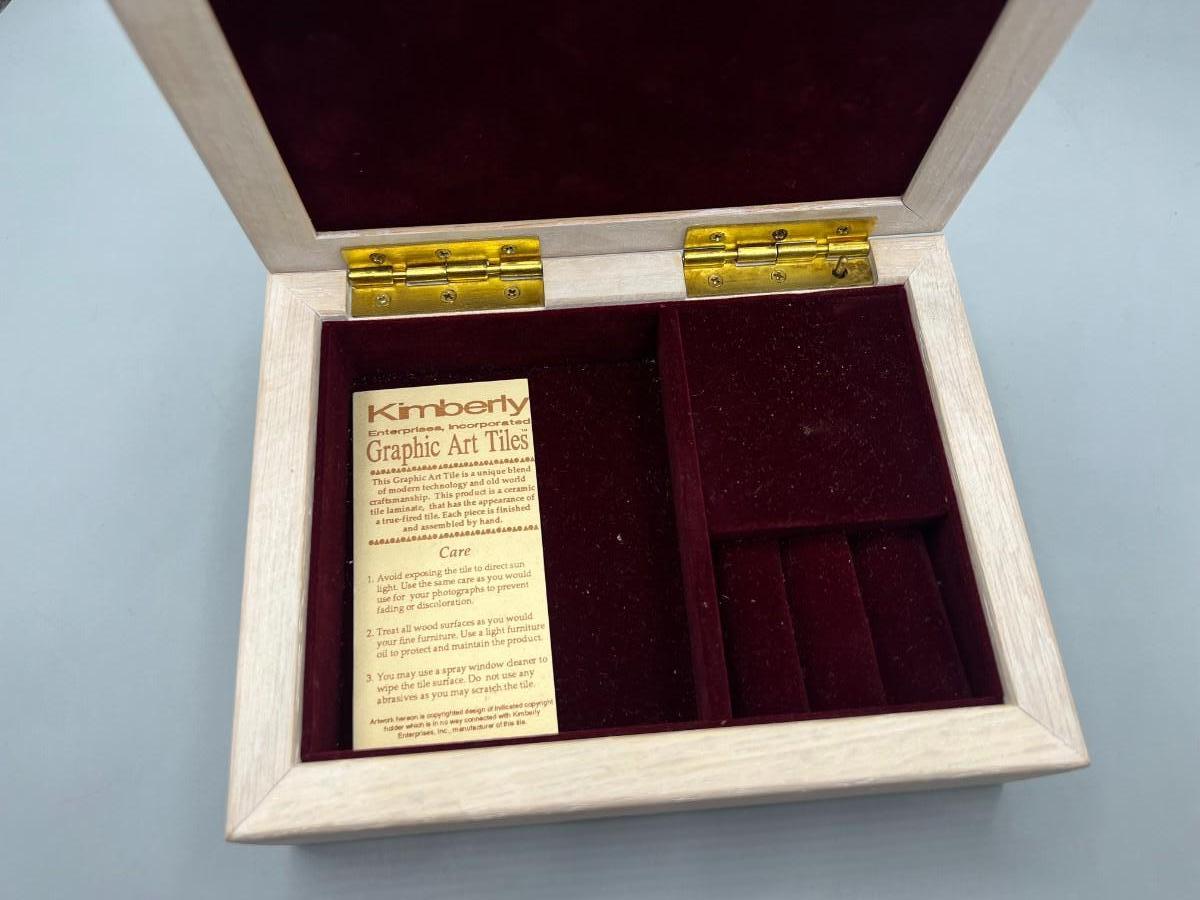 Kimberly
Enterprises, Incorporated
Graphic Art Tiles™
This Graphic Art Tile is a unique blend
of modern technology and old world
craftsmanship. This product is a ceramic
tile laminate, that has the appearance of
a true-fired tile. Each piece is finished
and assembled by hand.
Care
1. Avoid exposing the tile to direct sun
light. Use the same care as you would
use for your photographs to prevent
fading or discoloration.
2. Treat all wood surfaces as you would
your fine furniture. Use a light furniture
oil to protect and maintain the product.
3. You may use a spray window cleaner to
wipe the tile surface. Do not use any
abrasives as you may scratch the tile.
Artwork hereon is copyrighted design of indicated copyright
holder which is in no way connected with Kimberly
Enterprises, Inc., manufacturer of this tile.